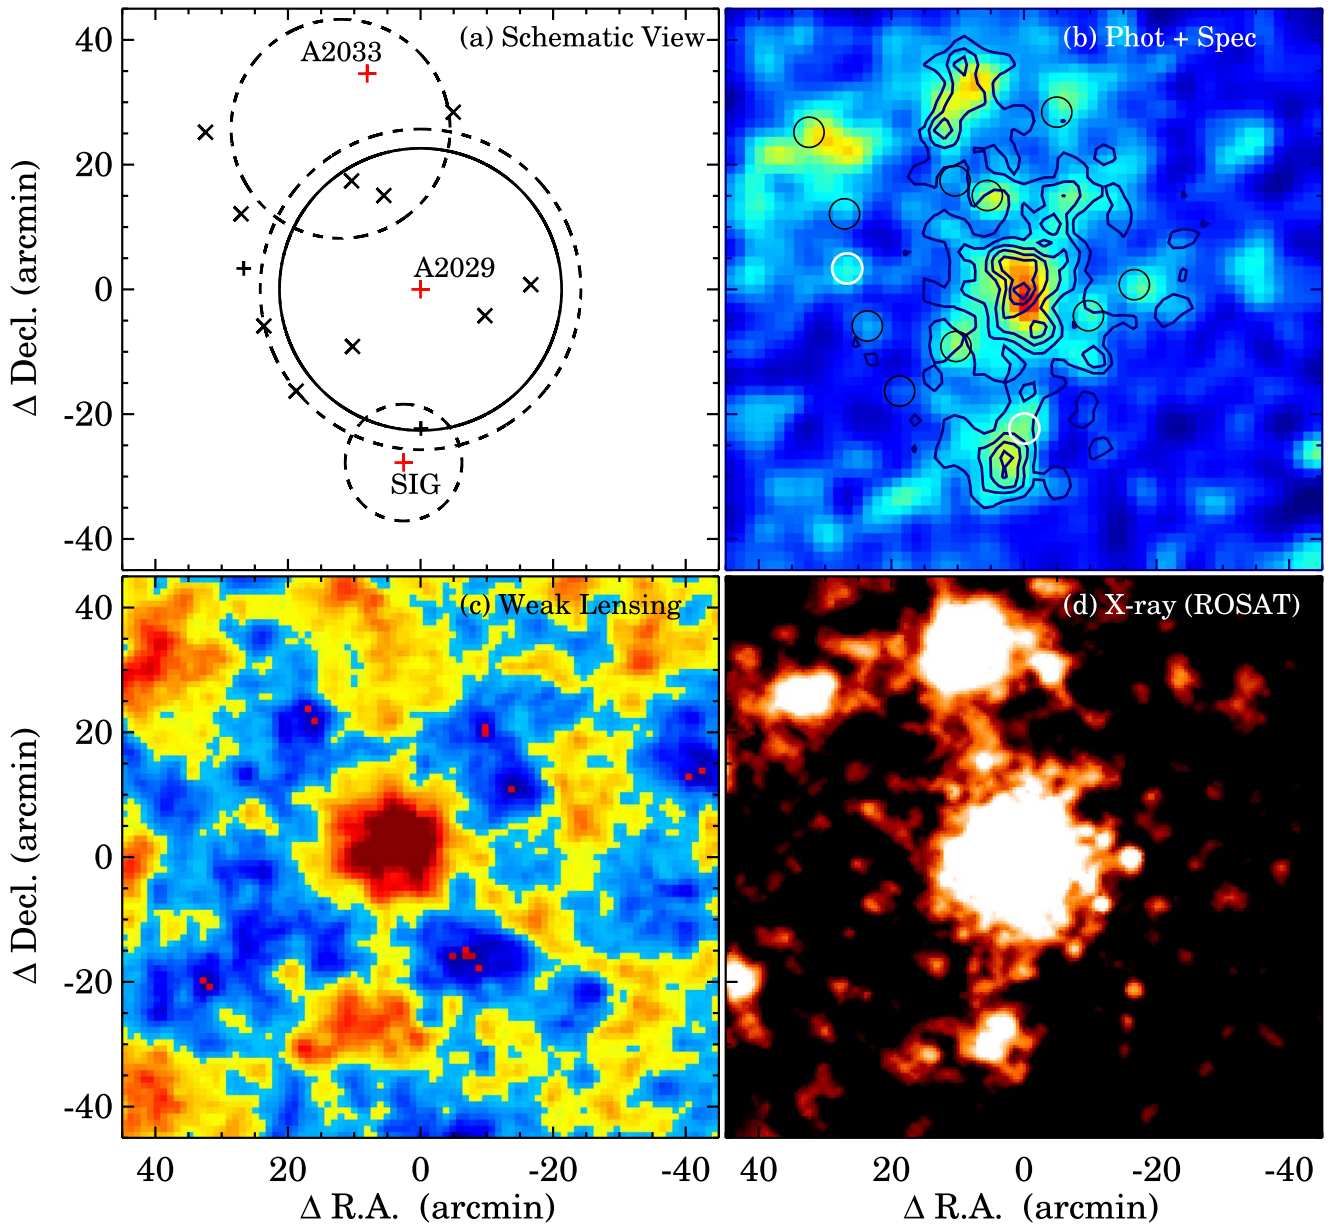 (a) Schematic View
A2033
A2029
SIG
40
20
0
-20
-40
Δ Decl. (arcmin)
(b) Phot + Spec
(c) Weak Lensing
40
20
0
-20
-40
Δ Decl. (arcmin)
40 20 0 -20 -40
Δ R.A. (arcmin)
(d) X-ray (ROSAT)
40 20 0 -20 -40
Δ R.A. (arcmin)